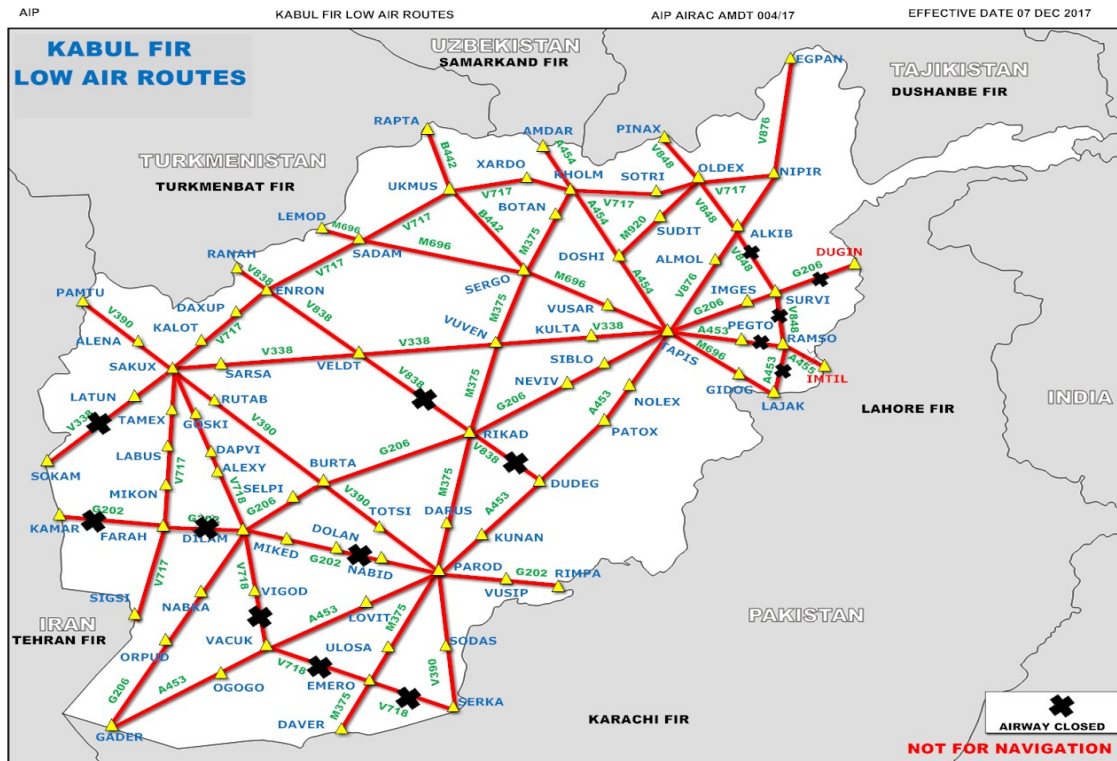 AIP
KABUL FIR LOW AIR ROUTES
AIP AIRAC AMDT 004/17
EFFECTIVE DATE 07 DEC 2017
KABUL FIR
LOW AIR ROUTES
UZBEKISTAN
SAMARKAND FIR
TAJIKISTAN
DUSHANBE FIR
TURKMENISTAN
TURKMENBAT FIR
EGPAN
RAPTA
AMDAR
PINAX
B442
A454
V848
V876
XARDO
RHOLM
SOTRI
OLDEX
NIPIR
UKMUS
V717
V717
V717
BOTAN
LEMOD
M696
V717
B442
M375
A454
M920
SUDIT
V848
ALKIB
SADAM
M696
DOSHI
ALMOL
V848
DUGIN
RANAH
V838
V717
SERGO
M696
A454
V876
G206
PAMTU
ENRON
IMGES
SURVI
DAXUP
V838
VUSAR
G206
V390
KALOT
V717
M375
VUVEN
KULTA
V338
A453
PEGTO
V848
RAMSO
ALENA
V338
V338
TAPIS
M696
SAKUX
SARSA
VELDT
SIBLO
A453
A455
IMTIL
V838
M375
NEVIV
GIDOG
LAJAK
LATUN
RUTAB
NOLEX
V338
TAMEX
GOSKI
V390
G206
A453
PATOX
LAHORE FIR
INDIA
RIKAD
LABUS
DAPVI
G206
V838
SOKAM
V717
ALEXY
BURTA
V718
SELPI
M375
DUDEG
MIKON
G206
V390
A453
G202
G202
TOTSI
DARUS
KAMAR
FARAH
DILAM
MIKED
DOLAN
KUNAN
G202
NABID
PAROD
G202
RIMPA
V717
V718
VIGOD
VUSIP
SIGSI
NABKA
A453
LOVIT
M375
IRAN
TEHRAN FIR
PAKISTAN
VACUK
ULOSA
SODAS
ORPUD
V718
V390
A453
OGOGO
EMERO
G206
M375
V718
SERKA
GADER
DAVER
KARACHI FIR
AIRWAY CLOSED
NOT FOR NAVIGATION